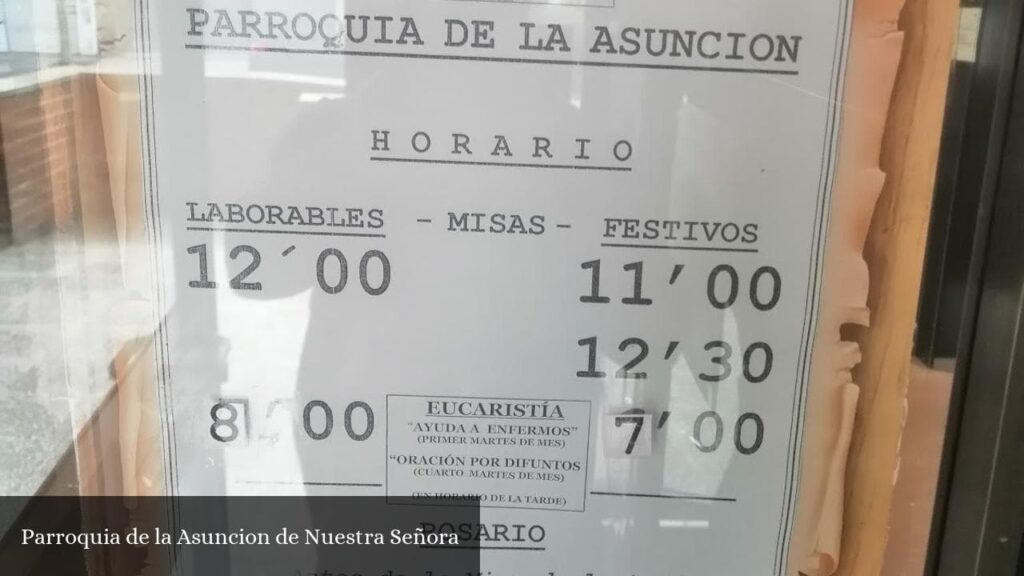 PARROQUIA DE LA ASUNCION
HORARIO
LABORABLES - MISAS - FESTIVOS
12´00 11'00
12'30
8 ´00 7'00
EUCARISTÍA
"AYUDA A ENFERMOS"
(PRIMER MARTES DE MES)
"ORACIÓN POR DIFUNTOS
(CUARTO MARTES DE MES)
(EN HORARIO DE LA TARDE)
ROSARIO
Parroquia de la Asuncion de Nuestra Señora